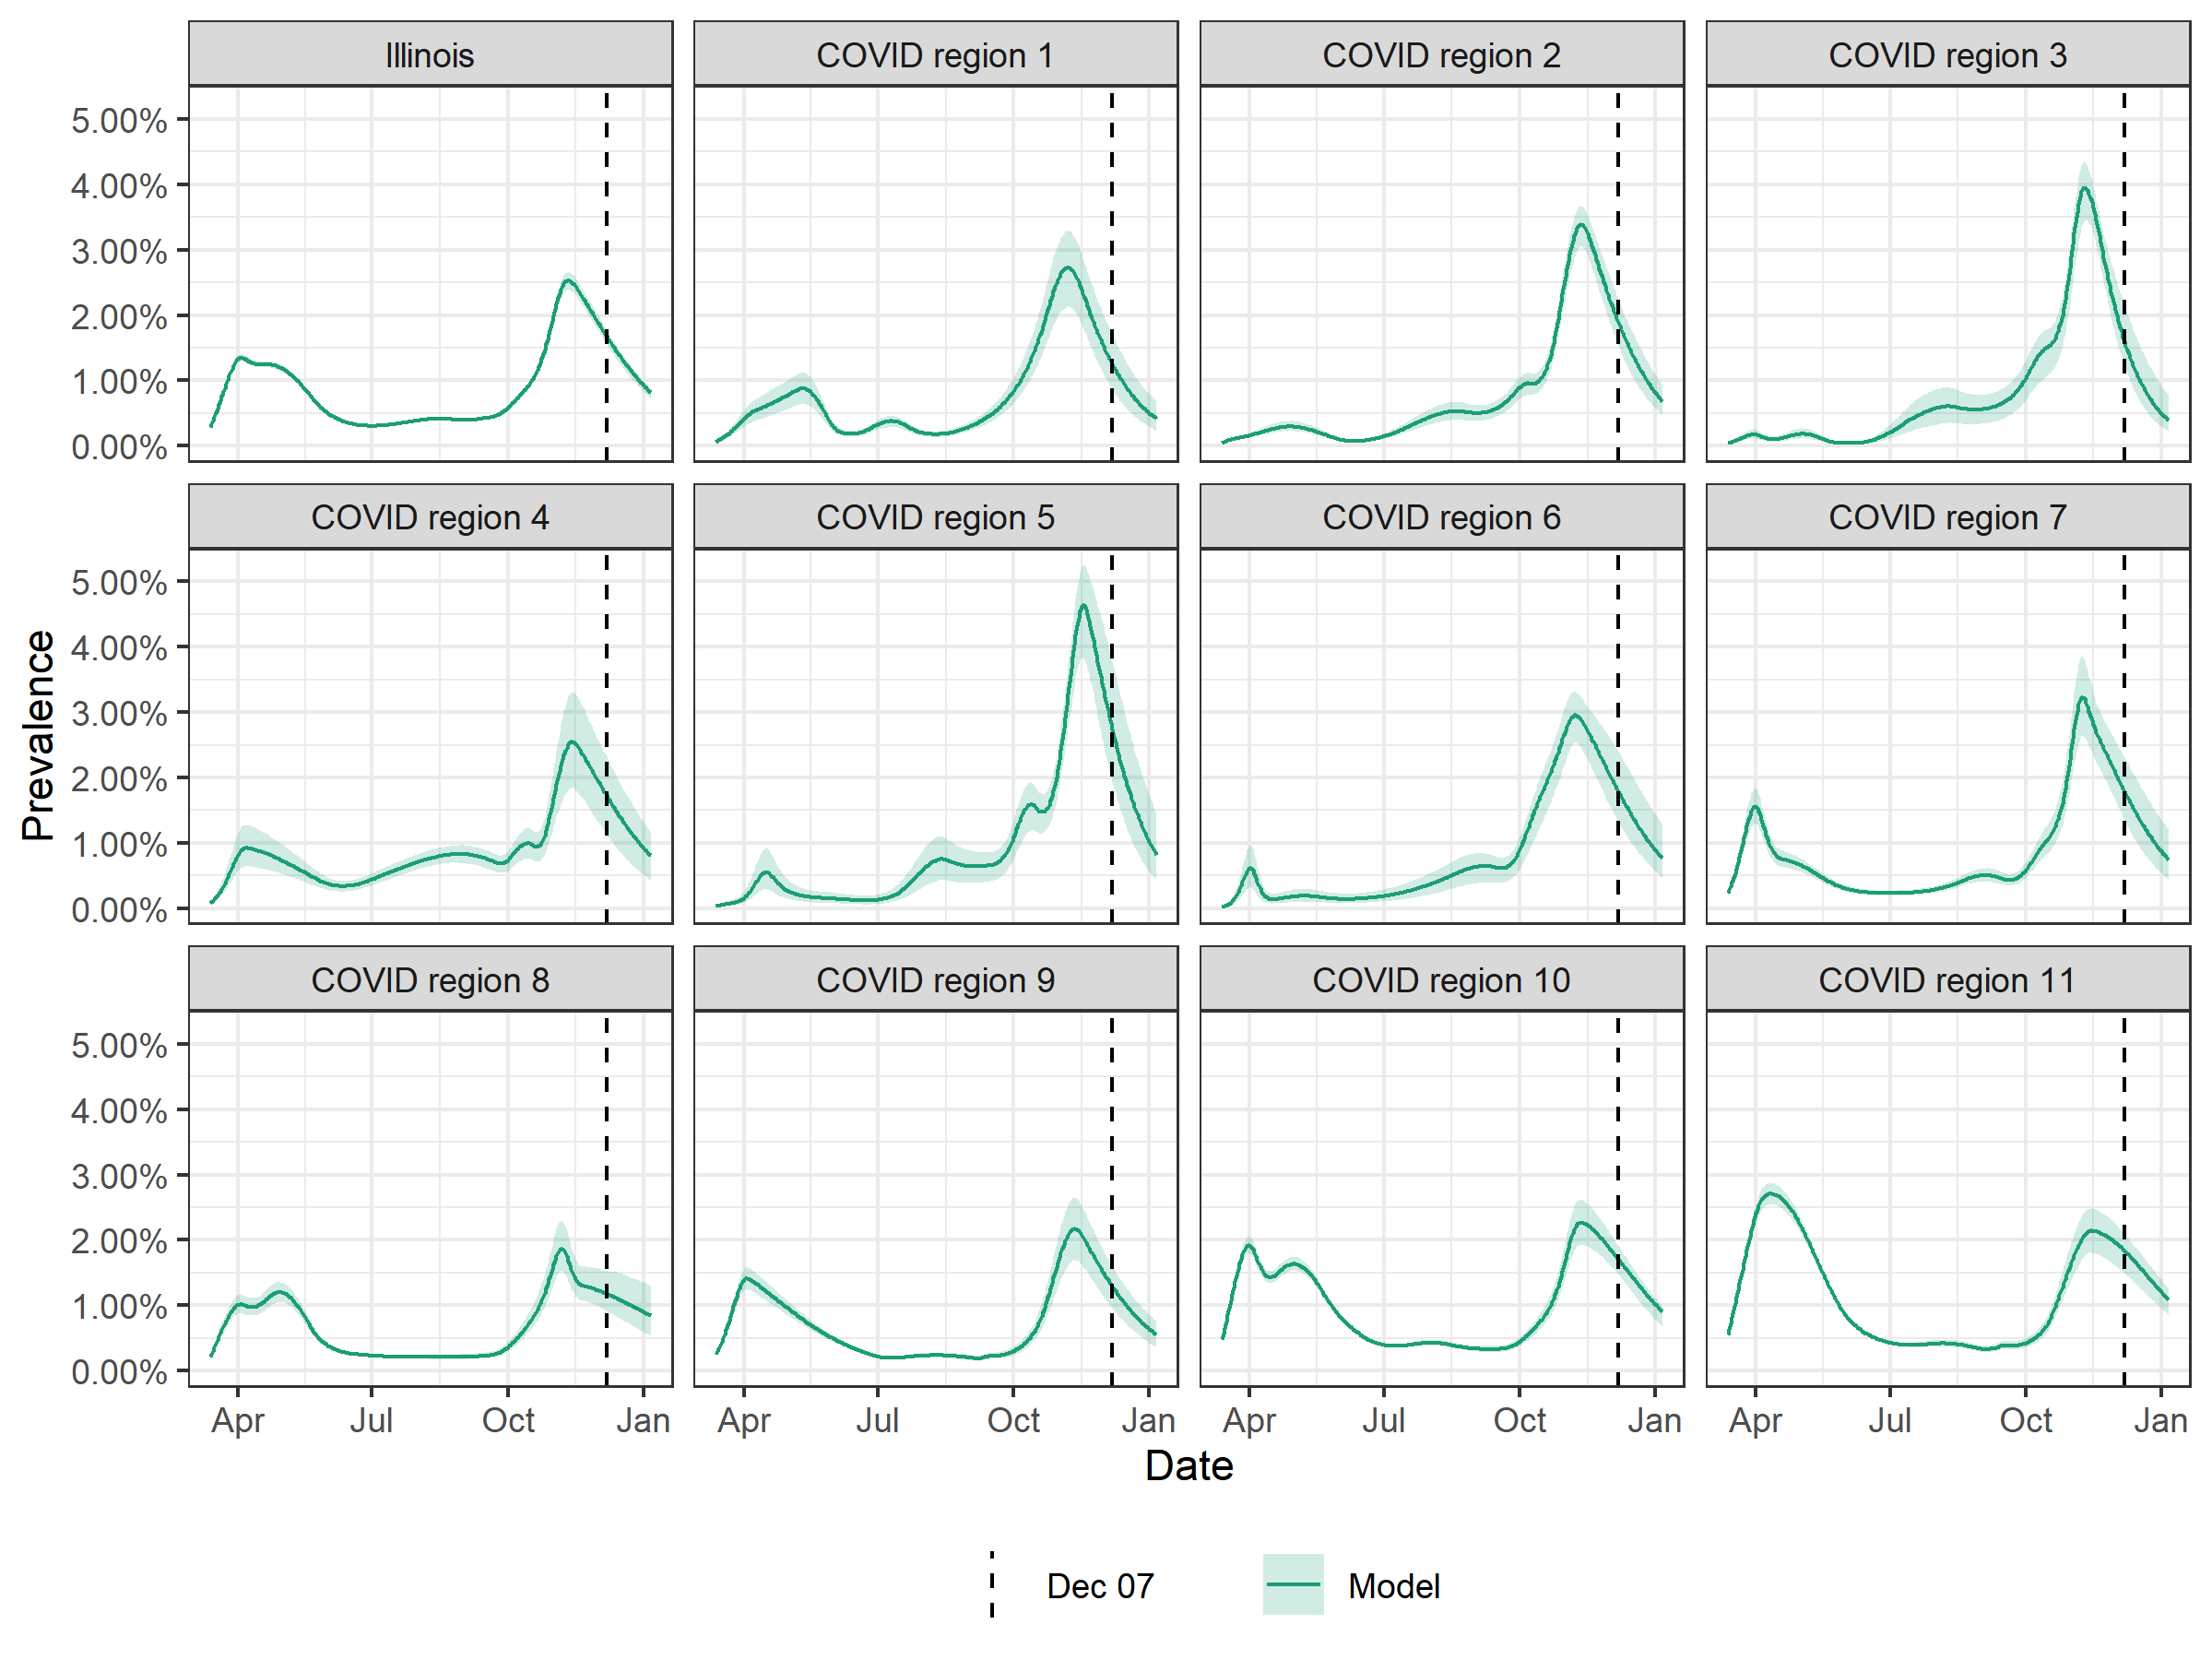 Illinois COVID region 1 COVID region 2 COVID region 3
5.00%
4.00%
3.00%
2.00%
1.00%
0.00%
COVID region 4 COVID region 5 COVID region 6 COVID region 7
5.00%
4.00%
3.00%
2.00%
1.00%
0.00%
Prevalence
COVID region 8 COVID region 9 COVID region 10 COVID region 11
5.00%
4.00%
3.00%
2.00%
1.00%
0.00%
Apr Jul Oct Jan Apr Jul Oct Jan Apr Jul Oct Jan Apr Jul Oct Jan
Date
Dec 07 Model